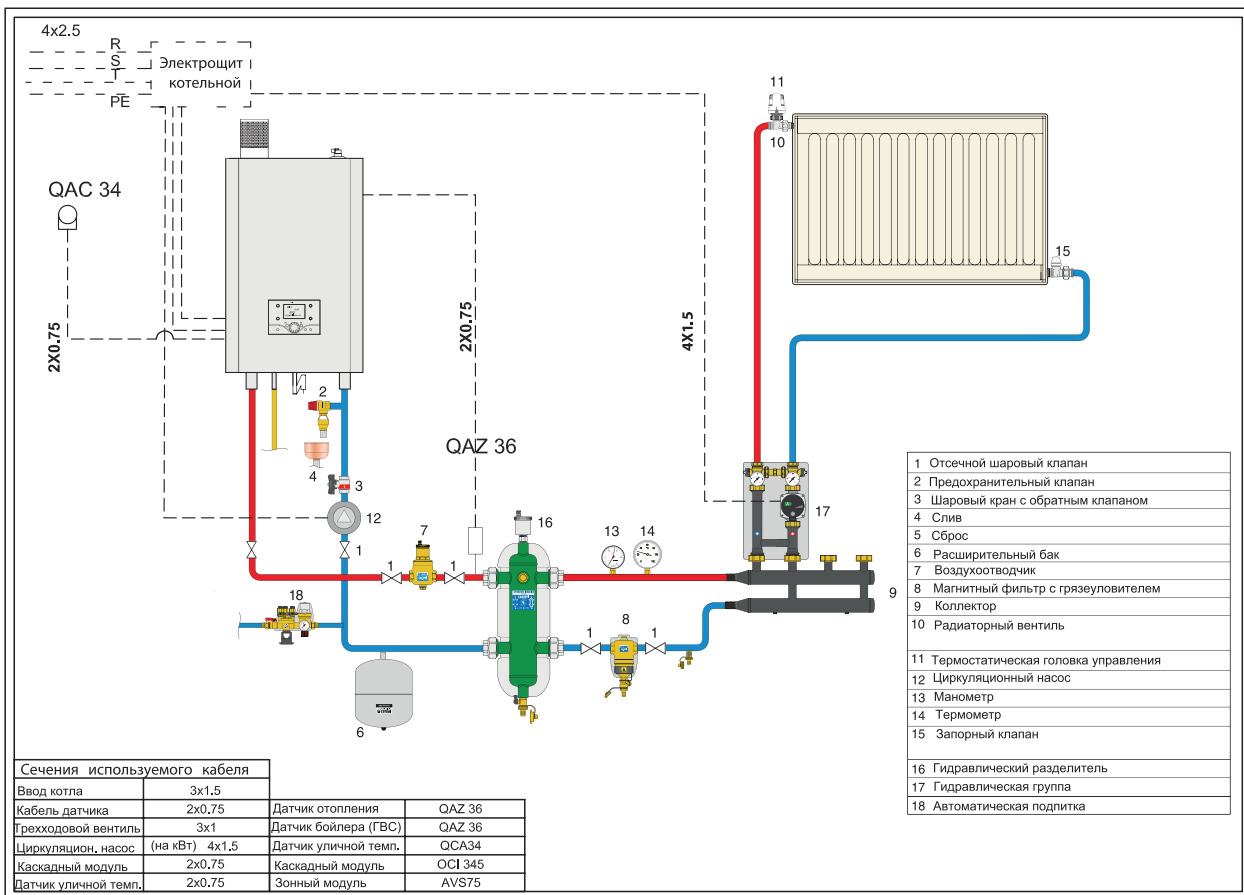 4x2.5
R
S
T
PE
Электрощит
котельной
QAC 34
2X0.75
2X0.75
4X1.5
QAZ 36
11
10
15
2
4
3
12
1
7
1
1
16
13
14
17
9
18
6
1
8
1
1 Отсечной шаровый клапан
2 Предохранительный клапан
3 Шаровый кран с обратным клапаном
4 Слив
5 Сброс
6 Расширительный бак
7 Воздухоотводчик
8 Магнитный фильтр с грязеуловителем
9 Коллектор
10 Радиаторный вентиль
11 Термостатическая головка управления
12 Циркуляционный насос
13 Манометр
14 Термометр
15 Запорный клапан
16 Гидравлический разделитель
17 Гидравлическая группа
18 Автоматическая подпитка
Сечения используемого кабеля
Ввод котла 3x1.5
Кабель датчика 2x0.75 Датчик отопления QAZ 36
Трехходовой вентиль 3x1 Датчик бойлера (ГВС) QAZ 36
Циркуляцион. насос (на кВт) 4x1.5 Датчик уличной темп. QCA34
Каскадный модуль 2x0.75 Каскадный модуль OCI 345
Датчик уличной темп. 2x0.75 Зонный модуль AVS75